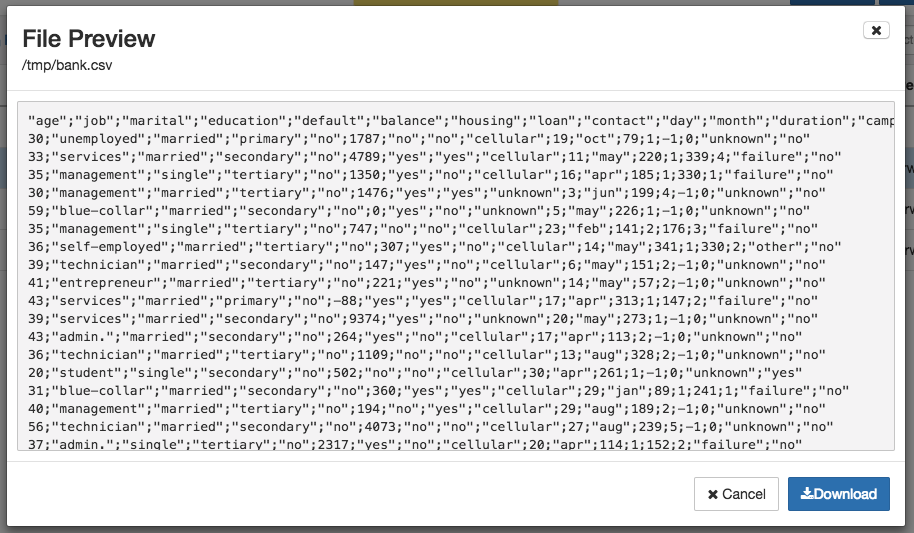 File Preview
/tmp/bank.csv
"age";"job";"marital";"education";"default";"balance";"housing";"loan";"contact";"day";"month";"duration";"camp
30;"unemployed";"married";"primary";"no";1787;"no";"no";"cellular";19;"oct";79;1;-1;0;"unknown";"no"
33;"services";"married";"secondary";"no";4789;"yes";"yes";"cellular";11;"may";220;1;339;4;"failure";"no"
35;"management";"single";"tertiary";"no";1350;"yes";"no";"cellular";16;"apr";185;1;330;1;"failure";"no"
30;"management";"married";"tertiary";"no";1476;"yes";"yes";"unknown";3;"jun";199;4;-1;0;"unknown";"no"
59;"blue-collar";"married";"secondary";"no";0;"yes";"no";"unknown";5;"may";226;1;-1;0;"unknown";"no"
35;"management";"single";"tertiary";"no";747;"no";"no";"cellular";23;"feb";141;2;176;3;"failure";"no"
36;"self-employed";"married";"tertiary";"no";307;"yes";"no";"cellular";14;"may";341;1;330;2;"other";"no"
39;"technician";"married";"secondary";"no";147;"yes";"no";"cellular";6;"may";151;2;-1;0;"unknown";"no"
41;"entrepreneur";"married";"tertiary";"no";221;"yes";"no";"unknown";14;"may";57;2;-1;0;"unknown";"no"
43;"services";"married";"primary";"no";-88;"yes";"yes";"cellular";17;"apr";313;1;147;2;"failure";"no"
39;"services";"married";"secondary";"no";9374;"yes";"no";"unknown";20;"may";273;1;-1;0;"unknown";"no"
43;"admin.";"married";"secondary";"no";264;"yes";"no";"cellular";17;"apr";113;2;-1;0;"unknown";"no"
36;"technician";"married";"tertiary";"no";1109;"no";"no";"cellular";13;"aug";328;2;-1;0;"unknown";"no"
20;"student";"single";"secondary";"no";502;"no";"no";"cellular";30;"apr";261;1;-1;0;"unknown";"yes"
31;"blue-collar";"married";"secondary";"no";360;"yes";"yes";"cellular";29;"jan";89;1;241;1;"failure";"no"
40;"management";"married";"tertiary";"no";194;"no";"yes";"cellular";29;"aug";189;2;-1;0;"unknown";"no"
56;"technician";"married";"secondary";"no";4073;"no";"no";"cellular";27;"aug";239;5;-1;0;"unknown";"no"
37;"admin.";"single";"tertiary";"no";2317;"yes";"no";"cellular";20;"apr";114;1;152;2;"failure";"no"
Cancel
Download